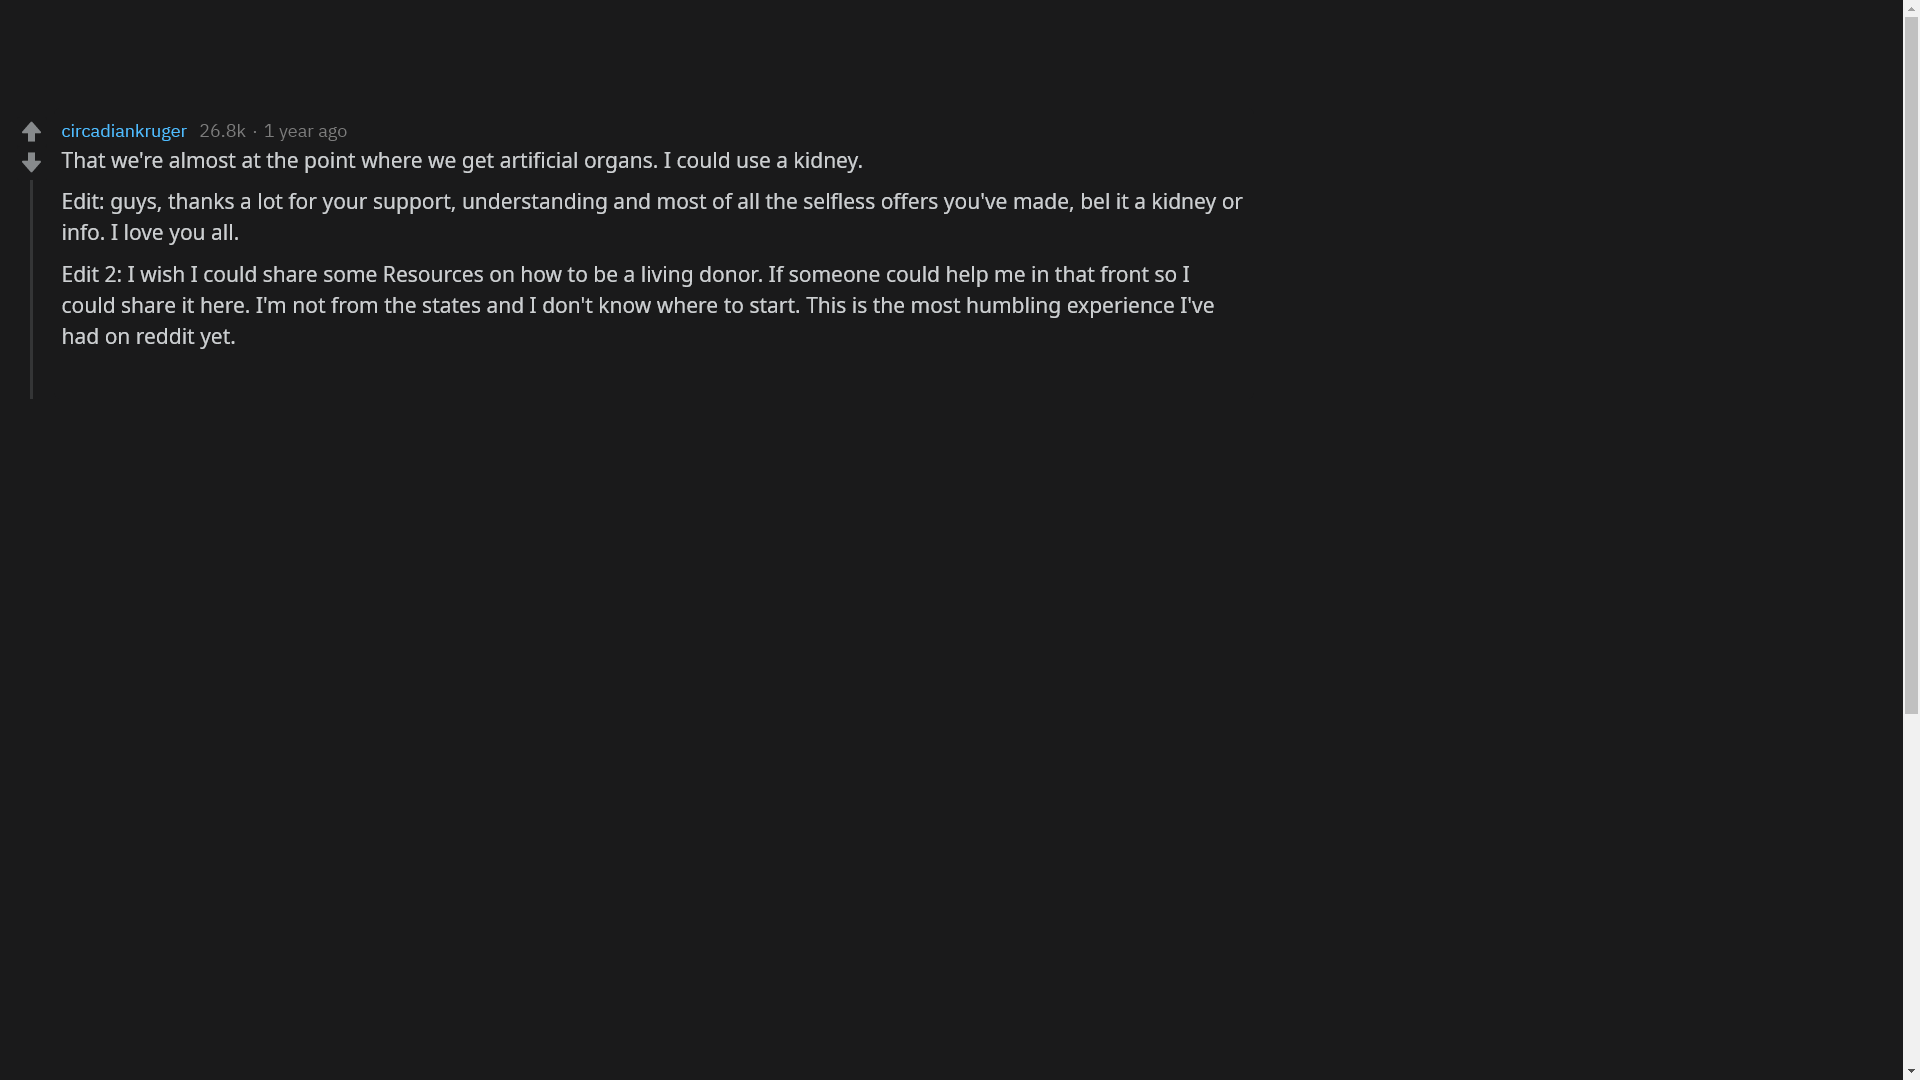 circadiankruger 26.8k · 1 year ago
That we're almost at the point where we get artificial organs. I could use a kidney.
Edit: guys, thanks a lot for your support, understanding and most of all the selfless offers you've made, bel it a kidney or
info. I love you all.
Edit 2: I wish I could share some Resources on how to be a living donor. If someone could help me in that front so I
could share it here. I'm not from the states and I don't know where to start. This is the most humbling experience I've
had on reddit yet.